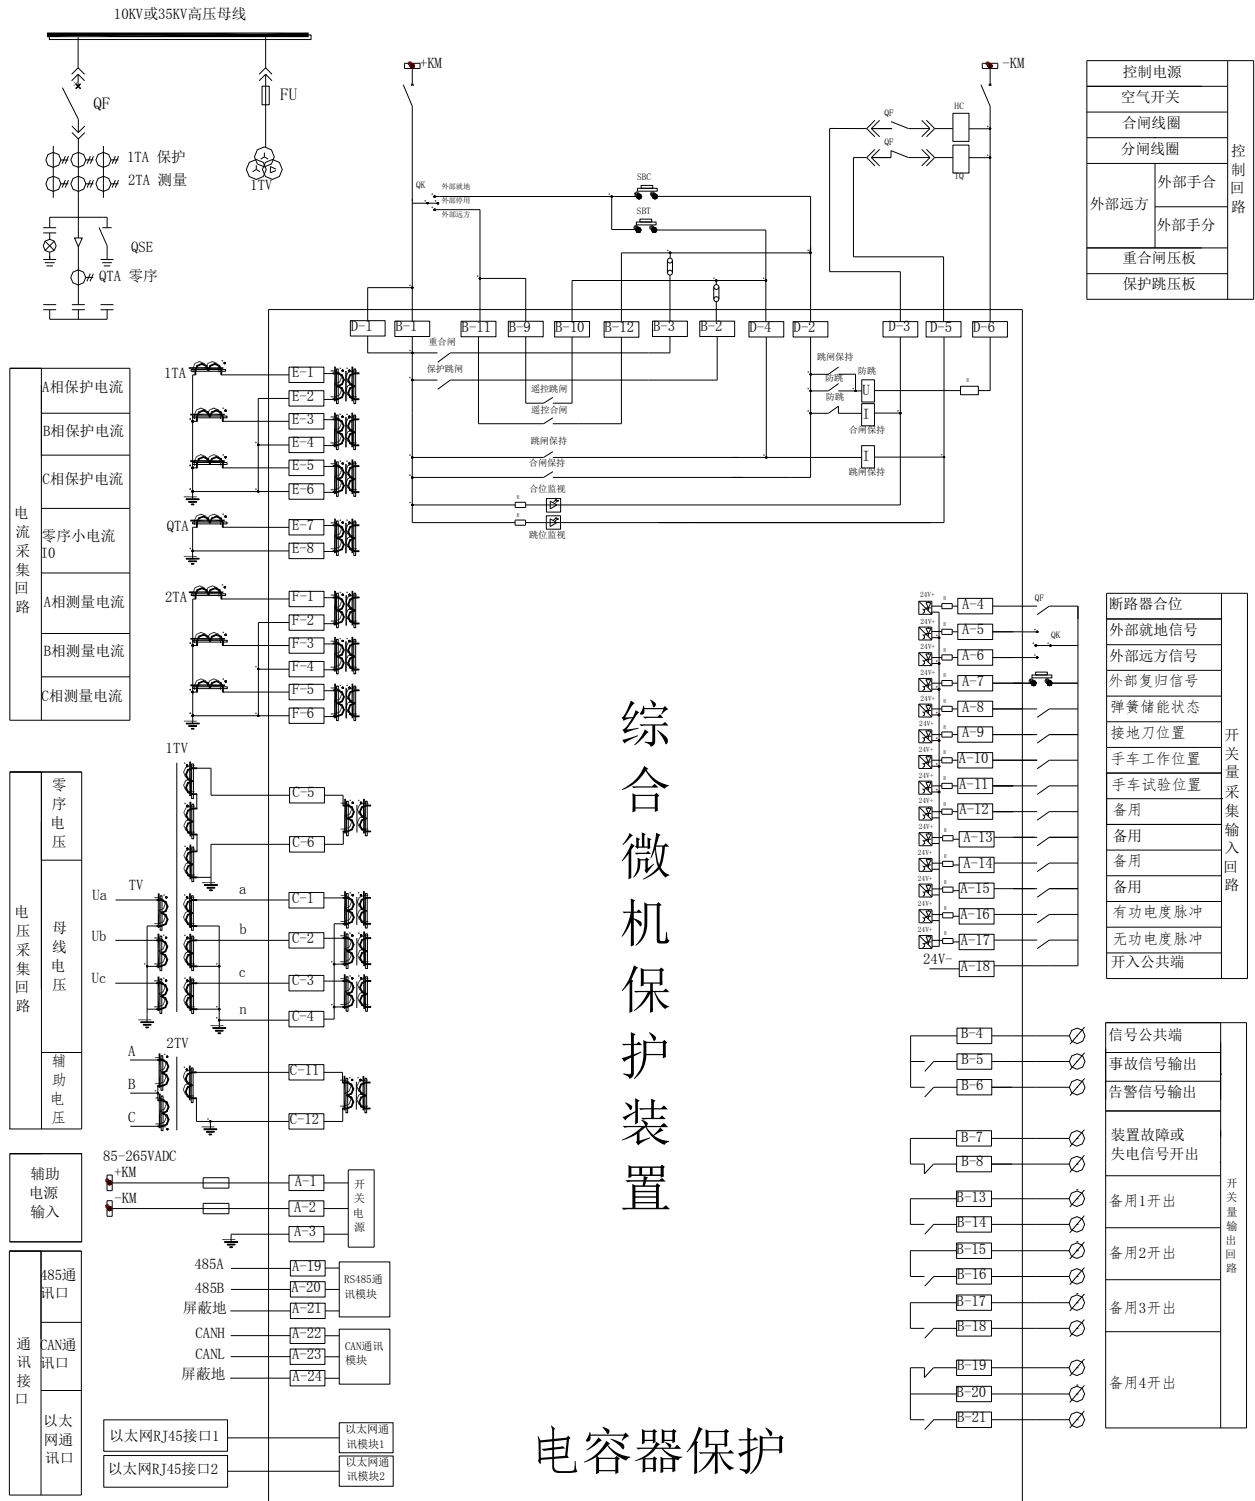 10KV或35KV高压母线
QF
FU
1TA 保护
2TA 测量
1TV
QSE
QTA 零序
+KM
-KM
QF
HC
QF
TQ
QK
外部就地
外部停用
外部远方
SBC
SBT
控制电源
空气开关
合闸线圈
分闸线圈
外部远方
外部手合
外部手分
重合闸压板
保护跳压板
控制回路
D-1
B-1
B-11
B-9
B-10
B-12
B-3
B-2
D-4
D-2
D-3
D-5
D-6
重合闸
保护跳闸
遥控跳闸
遥控合闸
跳闸保持
合闸保持
合位监视
跳位监视
跳闸保持
防跳
防跳
防跳
U
I
合闸保持
I
跳闸保持
电流采集回路
A相保护电流
B相保护电流
C相保护电流
零序小电流
I0
A相测量电流
B相测量电流
C相测量电流
1TA
E-1
E-2
E-3
E-4
E-5
E-6
QTA
E-7
E-8
2TA
F-1
F-2
F-3
F-4
F-5
F-6
电压采集回路
零序电压
母线电压
辅助电压
1TV
C-5
C-6
TV
Ua
Ub
Uc
a
b
c
n
C-1
C-2
C-3
C-4
2TV
A
B
C
C-11
C-12
辅助
电源
输入
85-265VADC
+KM
-KM
A-1
A-2
A-3
开关电源
通讯接口
485通
讯口
CAN通
讯口
以太
网通
讯口
485A
485B
屏蔽地
A-19
A-20
A-21
RS485通
讯模块
CANH
CANL
屏蔽地
A-22
A-23
A-24
CAN通讯
模块
以太网RJ45接口1
以太网RJ45接口2
以太网通
讯模块1
以太网通
讯模块2
综合微机保护装置
电容器保护
24V+
24V+
24V+
24V+
24V+
24V+
24V+
24V+
24V+
24V+
24V+
24V+
24V+
24V+
24V-
A-4
A-5
A-6
A-7
A-8
A-9
A-10
A-11
A-12
A-13
A-14
A-15
A-16
A-17
A-18
QF
QK
断路器合位
外部就地信号
外部远方信号
外部复归信号
弹簧储能状态
接地刀位置
手车工作位置
手车试验位置
备用
备用
备用
备用
有功电度脉冲
无功电度脉冲
开入公共端
开关量采集输入回路
B-4
B-5
B-6
B-7
B-8
B-13
B-14
B-15
B-16
B-17
B-18
B-19
B-20
B-21
信号公共端
事故信号输出
告警信号输出
装置故障或
失电信号开出
备用1开出
备用2开出
备用3开出
备用4开出
开关量输出回路